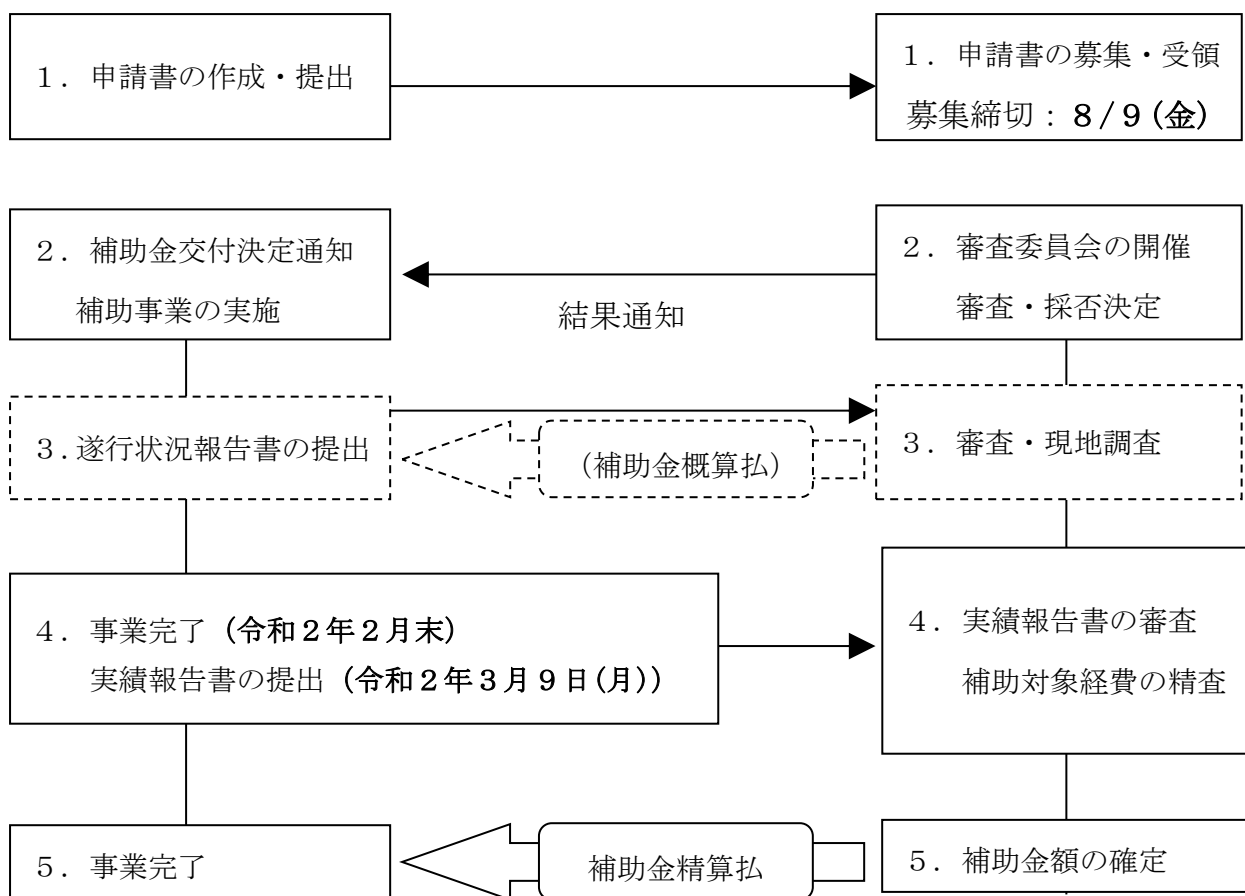 １．申請書の作成・提出
１．申請書の募集・受領
募集締切：８/９(金)
２．補助金交付決定通知
補助事業の実施
結果通知
２．審査委員会の開催
審査・採否決定
３.遂行状況報告書の提出
（補助金概算払）
３．審査・現地調査
４．事業完了（令和２年２月末）
実績報告書の提出（令和２年３月９日(月)）
４．実績報告書の審査
補助対象経費の精査
５．事業完了
補助金精算払
５．補助金額の確定